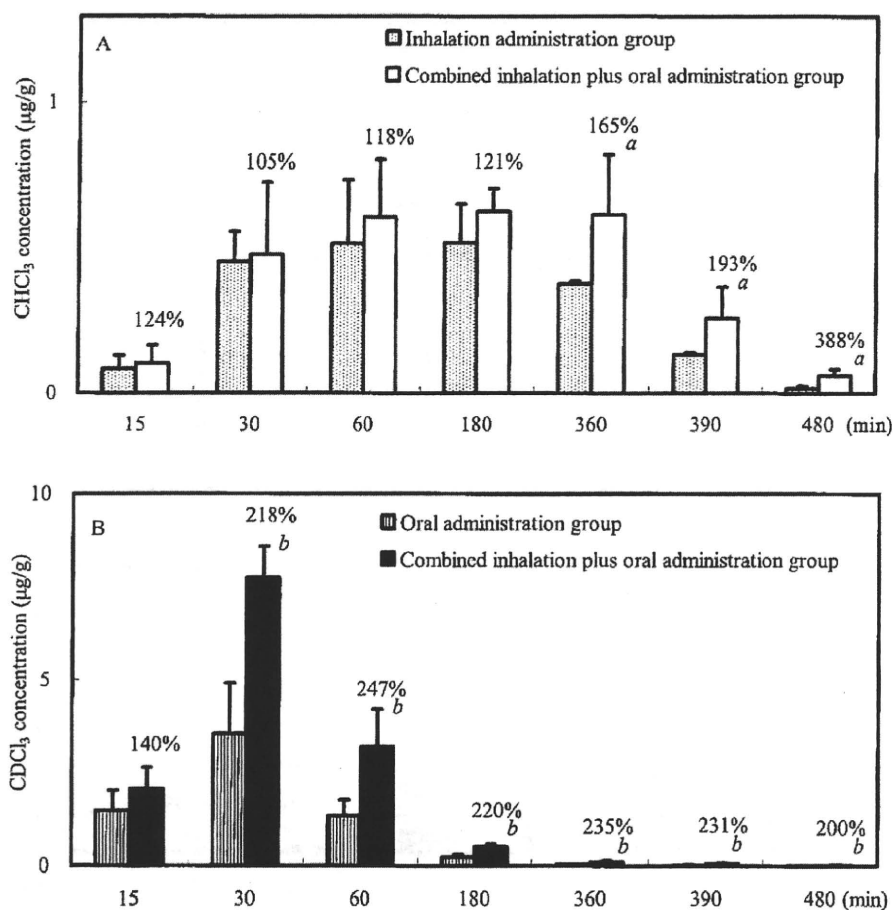 A
Inhalation administration group
Combined inhalation plus oral administration group
CHCl₃ concentration (μg/g)
1
0
124%
105%
118%
121%
165%
a
193%
a
388%
a
15 30 60 180 360 390 480 (min)
B
Oral administration group
Combined inhalation plus oral administration group
CDCl₃ concentration (μg/g)
10
5
0
140%
218%
b
247%
b
220%
b
235%
b
231%
b
200%
b
15 30 60 180 360 390 480 (min)